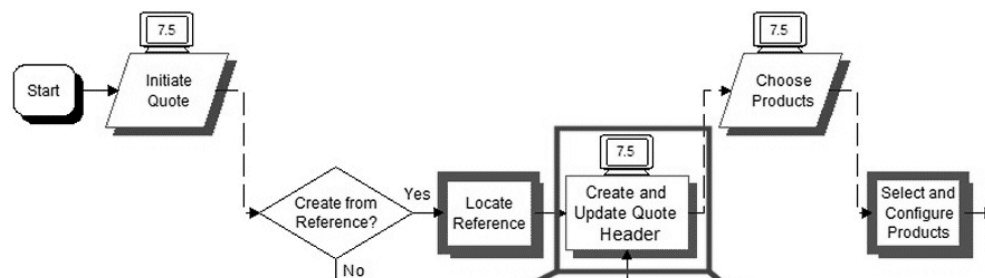 7.5
7.5
Start
Initiate
Quote
Choose
Products
7.5
Create from
Reference?
Yes
Locate
Reference
Create and
Update Quote
Header
Select and
Configure
Products
No